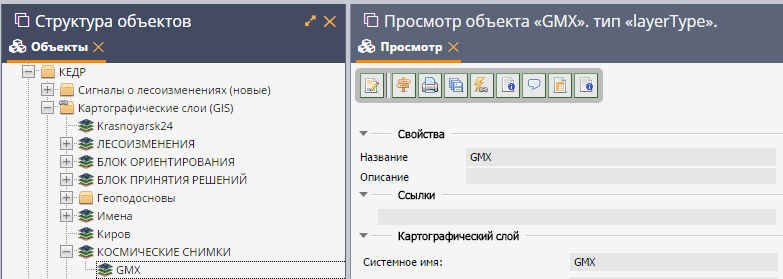 Структура объектов
Объекты
КЕДР
Сигналы о лесоизменениях (новые)
Картографические слои (GIS)
Krasnoyarsk24
ЛЕСОИЗМЕНЕНИЯ
БЛОК ОРИЕНТИРОВАНИЯ
БЛОК ПРИНЯТИЯ РЕШЕНИЙ
Геоподосновы
Имена
Киров
КОСМИЧЕСКИЕ СНИМКИ
GMX
Просмотр объекта «GMX». тип «layerType».
Просмотр
Свойства
Название GMX
Описание
Ссылки
Картографический слой
Системное имя: GMX